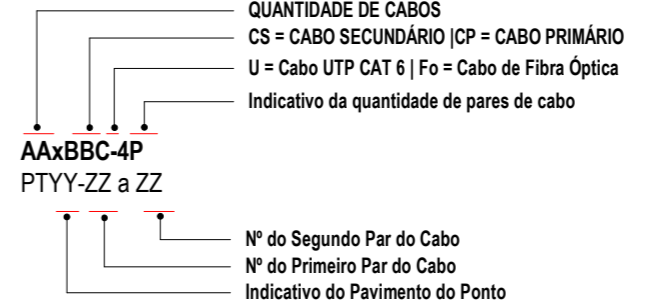 QUANTIDADE DE CABOS
CS = CABO SECUNDÁRIO |CP = CABO PRIMÁRIO
U = Cabo UTP CAT 6 | Fo = Cabo de Fibra Óptica
Indicativo da quantidade de pares de cabo
AAxBBC-4P
PTYY-ZZ a ZZ
Nº do Segundo Par do Cabo
Nº do Primeiro Par do Cabo
Indicativo do Pavimento do Ponto